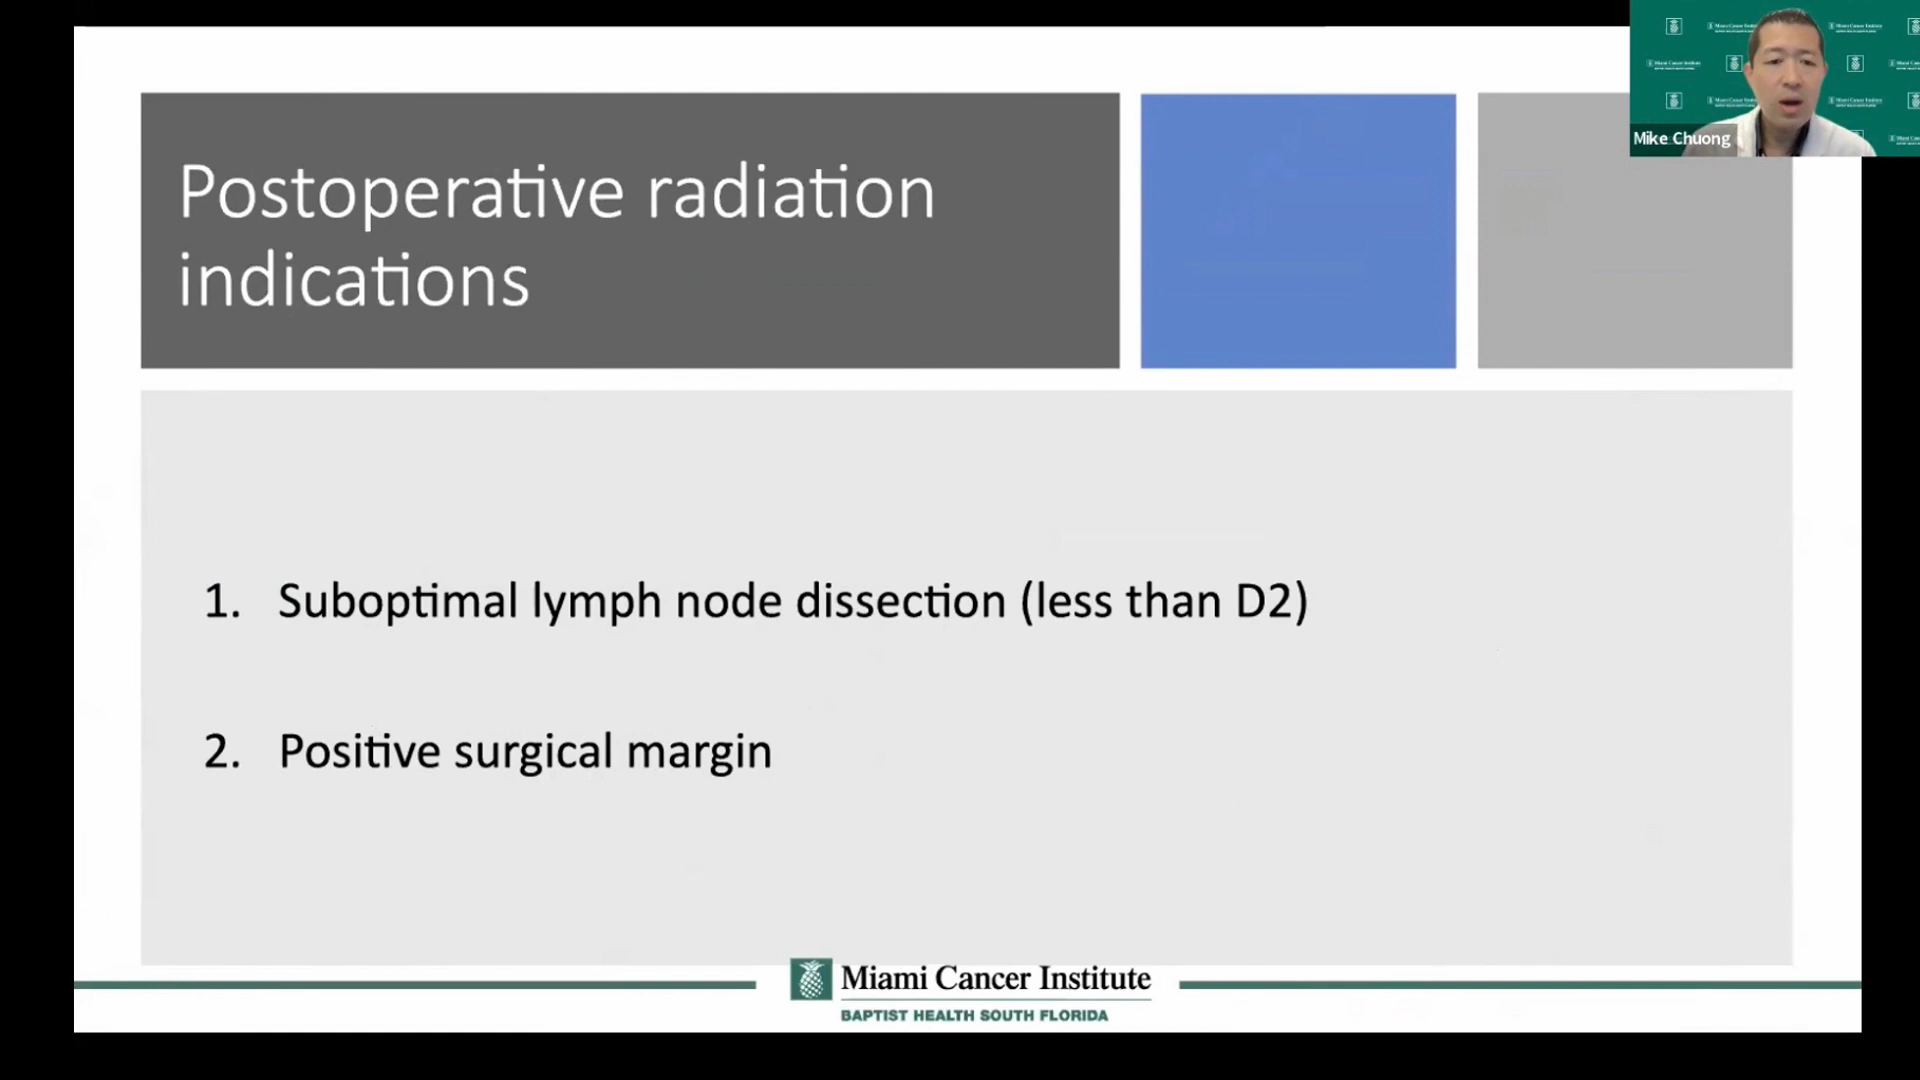 Postoperative radiation
indications
Mike Chuong
1. Suboptimal lymph node dissection (less than D2)
2. Positive surgical margin
Miami Cancer Institute
BAPTIST HEALTH SOUTH FLORIDA